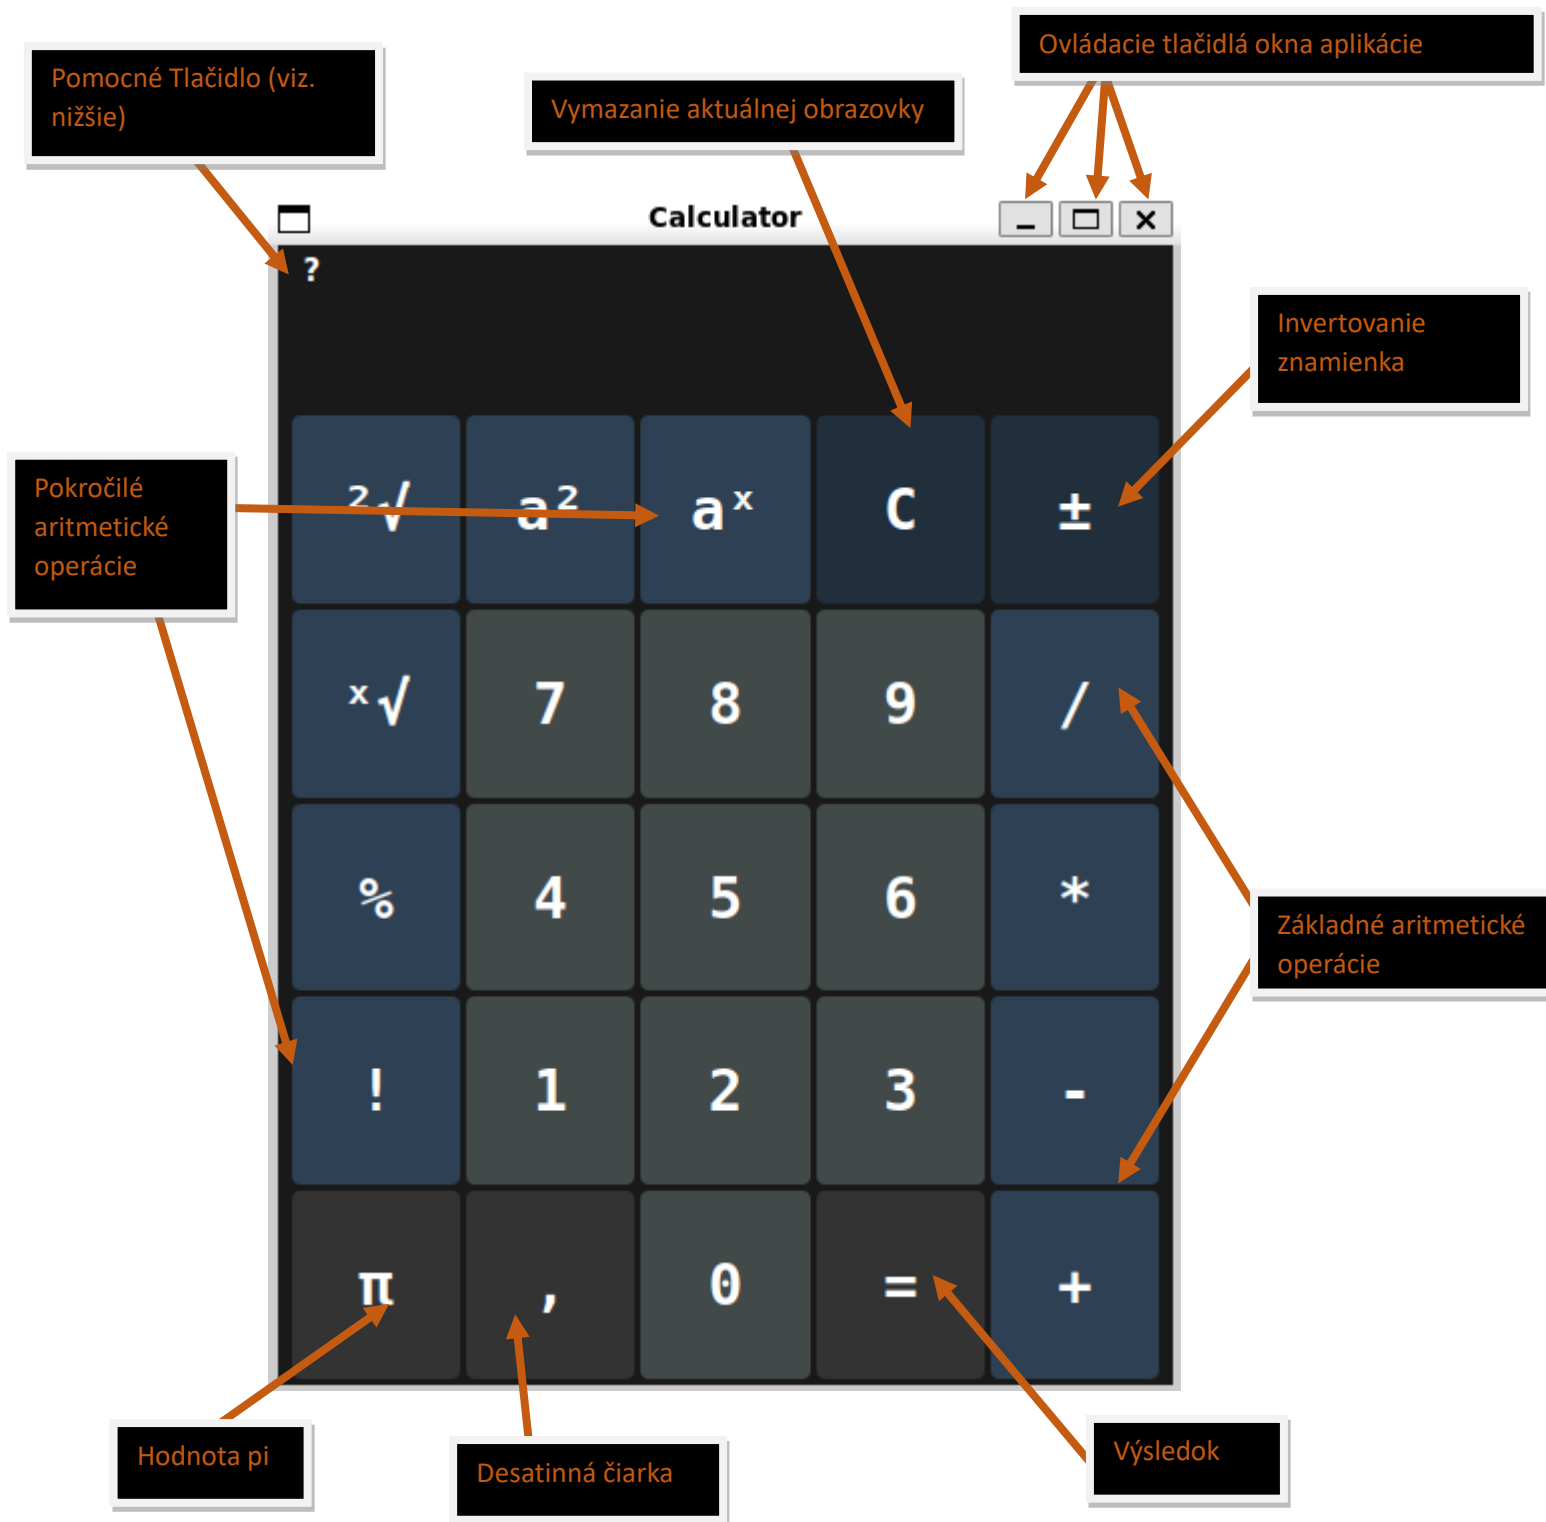 Ovládacie tlačidlá okna aplikácie
Pomocné Tlačidlo (viz.
nižšie)
Vymazanie aktuálnej obrazovky
Calculator
?
Invertovanie
znamienka
Pokročilé
aritmetické
operácie
²√ a² aˣ C ±
ˣ√ 7 8 9 /
% 4 5 6 *
Základné aritmetické
operácie
! 1 2 3 -
π , 0 = +
Hodnota pi
Desatinná čiarka
Výsledok